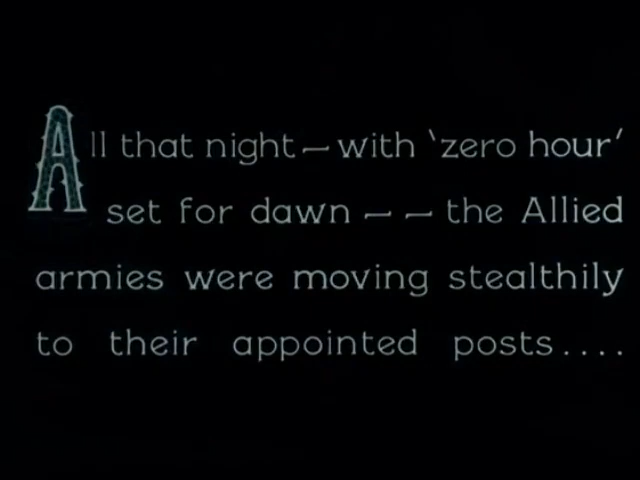 All that night — with 'zero hour'
set for dawn — — the Allied
armies were moving stealthily
to their appointed posts....